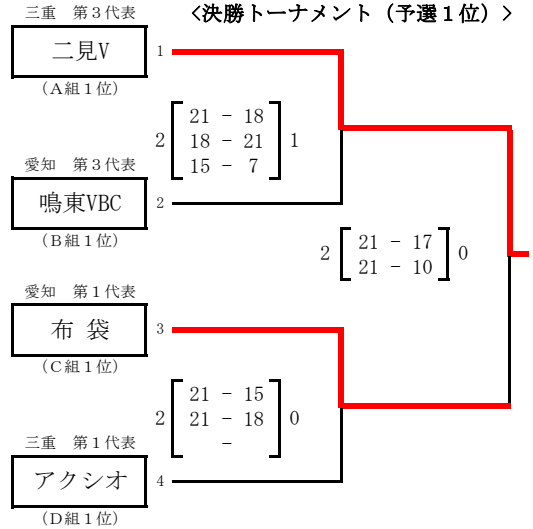 三重　第３代表
<決勝トーナメント（予選１位）>
二見V
1
（Ａ組１位）
2
21 － 18
18 － 21
15 － 7
1
愛知　第３代表
鳴東VBC
2
（Ｂ組１位）
2
21 － 17
21 － 10
0
愛知　第１代表
布 袋
3
（Ｃ組１位）
2
21 － 15
21 － 18
－
0
三重　第１代表
アクシオ
4
（Ｄ組１位）